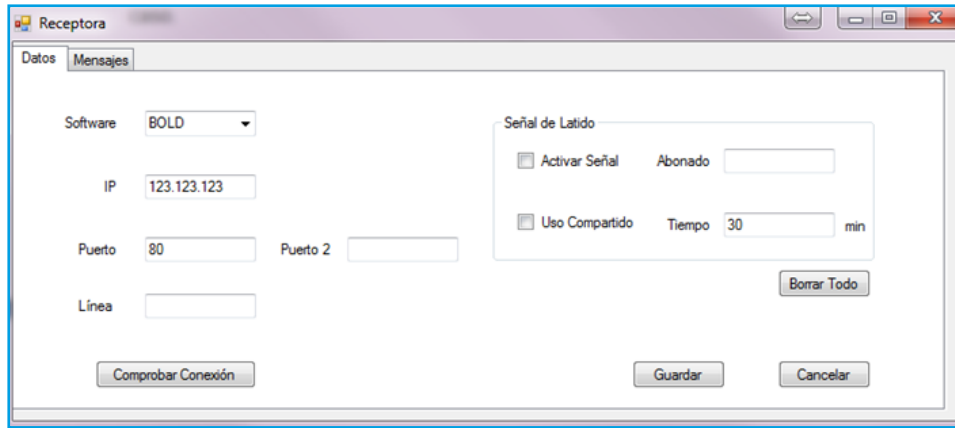 Receptora
Datos Mensajes
Software BOLD
Señal de Latido
Activar Señal Abonado
IP 123.123.123
Uso Compartido Tiempo 30 min
Puerto 80 Puerto 2
Borrar Todo
Línea
Comprobar Conexión Guardar Cancelar